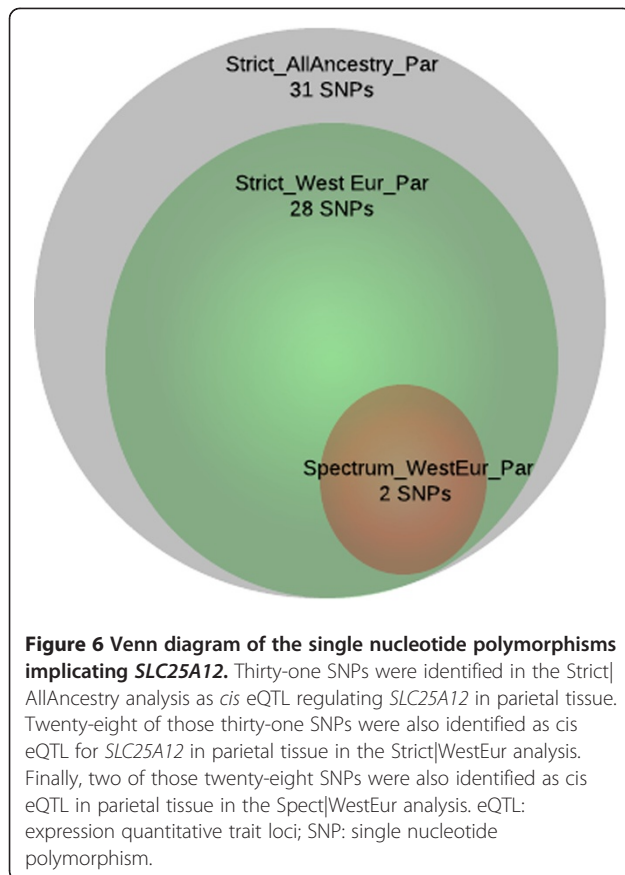 Strict_AllAncestry_Par
31 SNPs
Strict_West Eur_Par
28 SNPs
Spectrum_WestEur_Par
2 SNPs
Figure 6 Venn diagram of the single nucleotide polymorphisms
implicating SLC25A12. Thirty-one SNPs were identified in the Strict|
AllAncestry analysis as cis eQTL regulating SLC25A12 in parietal tissue.
Twenty-eight of those thirty-one SNPs were also identified as cis
eQTL for SLC25A12 in parietal tissue in the Strict|WestEur analysis.
Finally, two of those twenty-eight SNPs were also identified as cis
eQTL in parietal tissue in the Spect|WestEur analysis. eQTL:
expression quantitative trait loci; SNP: single nucleotide
polymorphism.